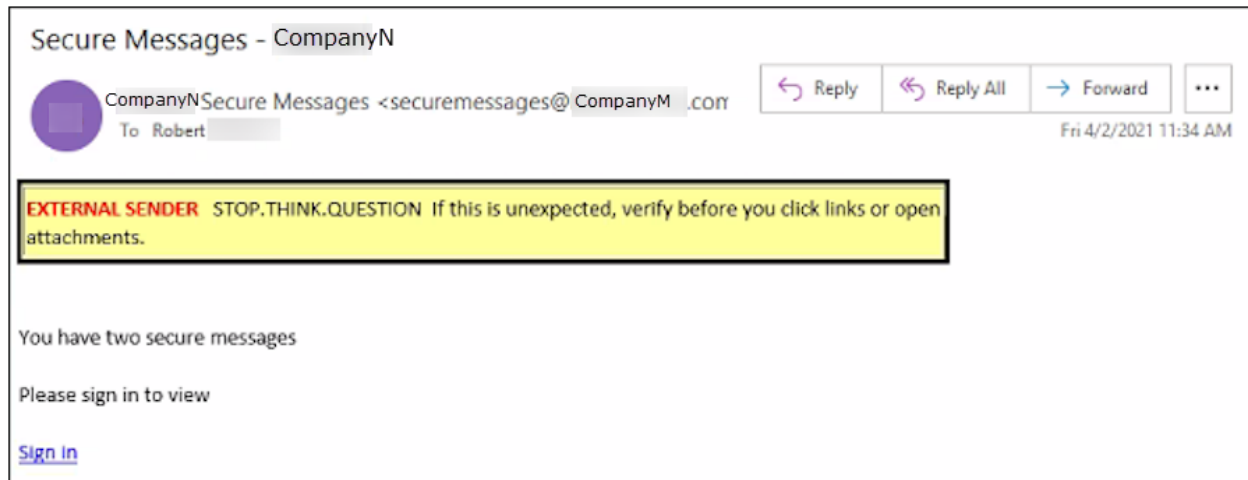 Secure Messages - CompanyN
CompanyN Secure Messages <securemessages@ CompanyM .com
Reply
Reply All
Forward
...
To Robert
Fri 4/2/2021 11:34 AM
EXTERNAL SENDER STOP.THINK.QUESTION If this is unexpected, verify before you click links or open
attachments.
You have two secure messages
Please sign in to view
Sign in